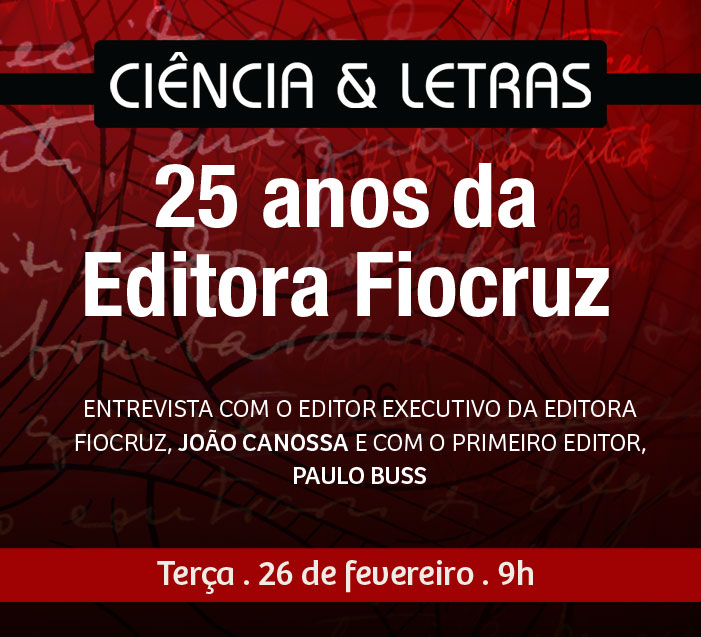 CIÊNCIA & LETRAS
25 anos da
Editora Fiocruz
ENTREVISTA COM O EDITOR EXECUTIVO DA EDITORA
FIOCRUZ, JOÃO CANOSSA E COM O PRIMEIRO EDITOR,
PAULO BUSS
Terça . 26 de fevereiro . 9h